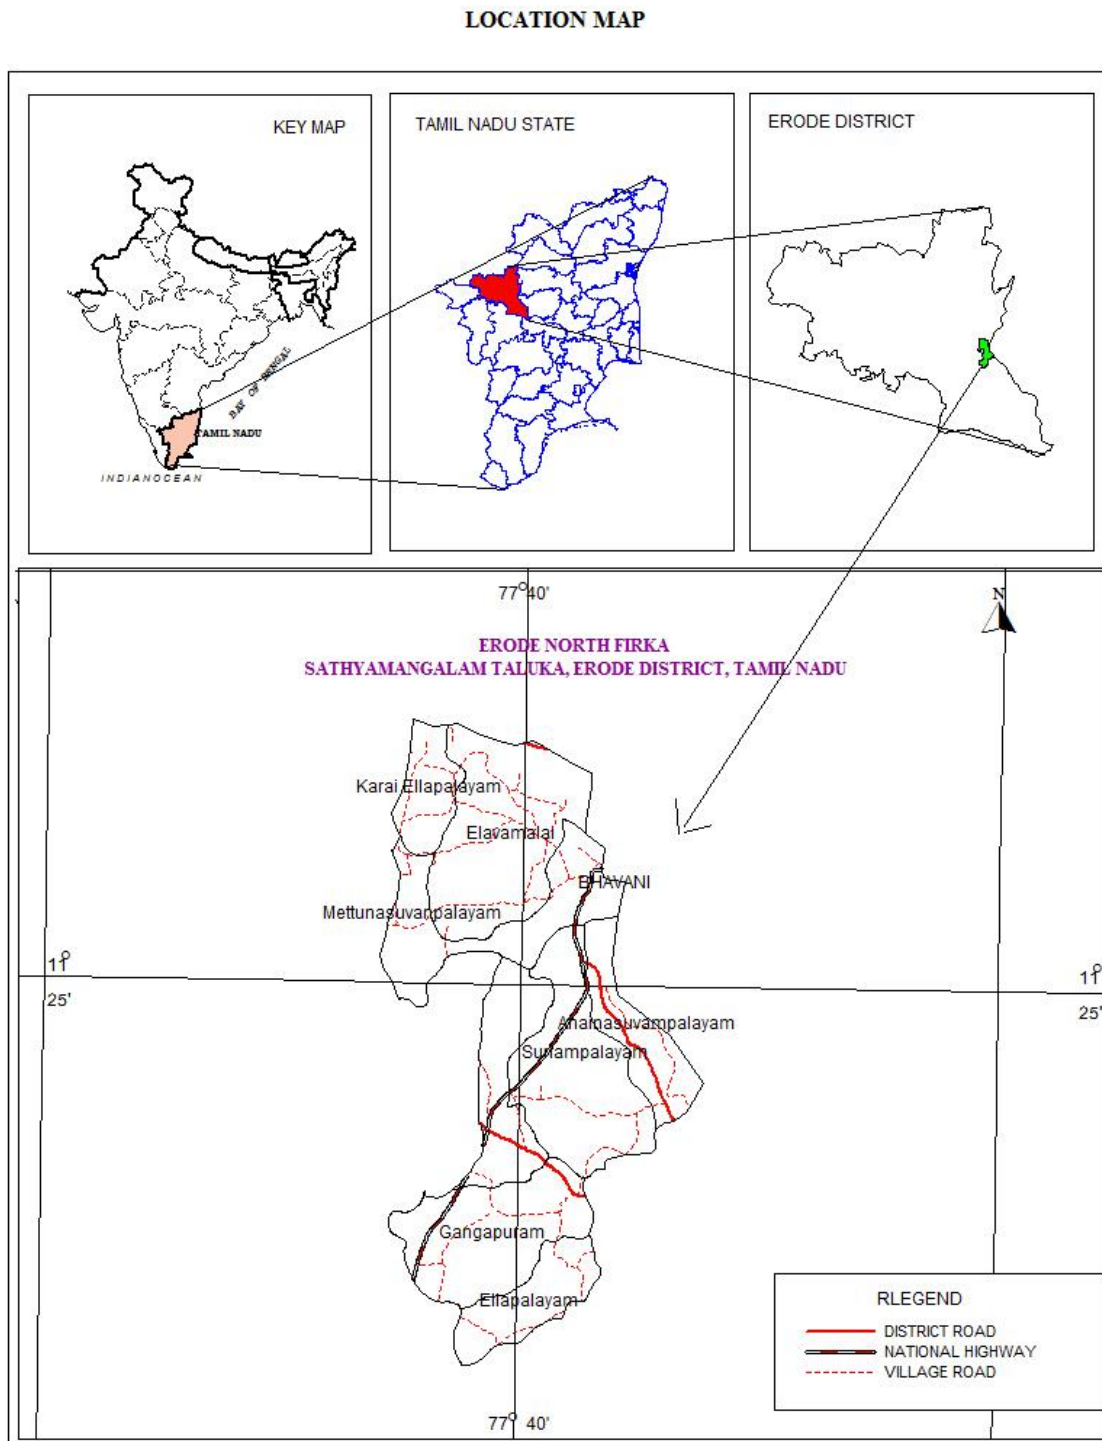 LOCATION MAP
KEY MAP
TAMIL NADU STATE
ERODE DISTRICT
BAY OF BENGAL
TAMIL NADU
INDIANOCEAN
77° 40'
N
ERODE NORTH FIRKA
SATHYAMANGALAM TALUKA, ERODE DISTRICT, TAMIL NADU
Karai Ellapalayam
Elavamalai
BHAVANI
Mettunasuvanpalayam
11°
25'
11°
25'
Anainasuvampalayam
Sunampalayam
Gangapuram
Ellapalayam
RLEGEND
DISTRICT ROAD
NATIONAL HIGHWAY
VILLAGE ROAD
77° 40'